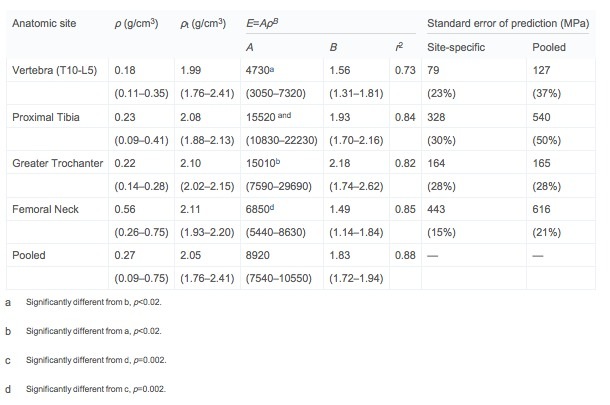 Anatomic site ρ (g/cm³) ρt (g/cm³) E=Aρᴮ Standard error of prediction (MPa)
A B r² Site-specific Pooled
Vertebra (T10-L5) 0.18 1.99 4730ᵃ 1.56 0.73 79 127
(0.11–0.35) (1.76–2.41) (3050–7320) (1.31–1.81) (23%) (37%)
Proximal Tibia 0.23 2.08 15520 ᵃⁿᵈ 1.93 0.84 328 540
(0.09–0.41) (1.88–2.13) (10830–22230) (1.70–2.16) (30%) (50%)
Greater Trochanter 0.22 2.10 15010ᵇ 2.18 0.82 164 165
(0.14–0.28) (2.02–2.15) (7590–29690) (1.74–2.62) (28%) (28%)
Femoral Neck 0.56 2.11 6850ᵈ 1.49 0.85 443 616
(0.26–0.75) (1.93–2.20) (5440–8630) (1.14–1.84) (15%) (21%)
Pooled 0.27 2.05 8920 1.83 0.88 — —
(0.09–0.75) (1.76–2.41) (7540–10550) (1.72–1.94)
a Significantly different from b, p<0.02.
b Significantly different from a, p<0.02.
c Significantly different from d, p=0.002.
d Significantly different from c, p=0.002.